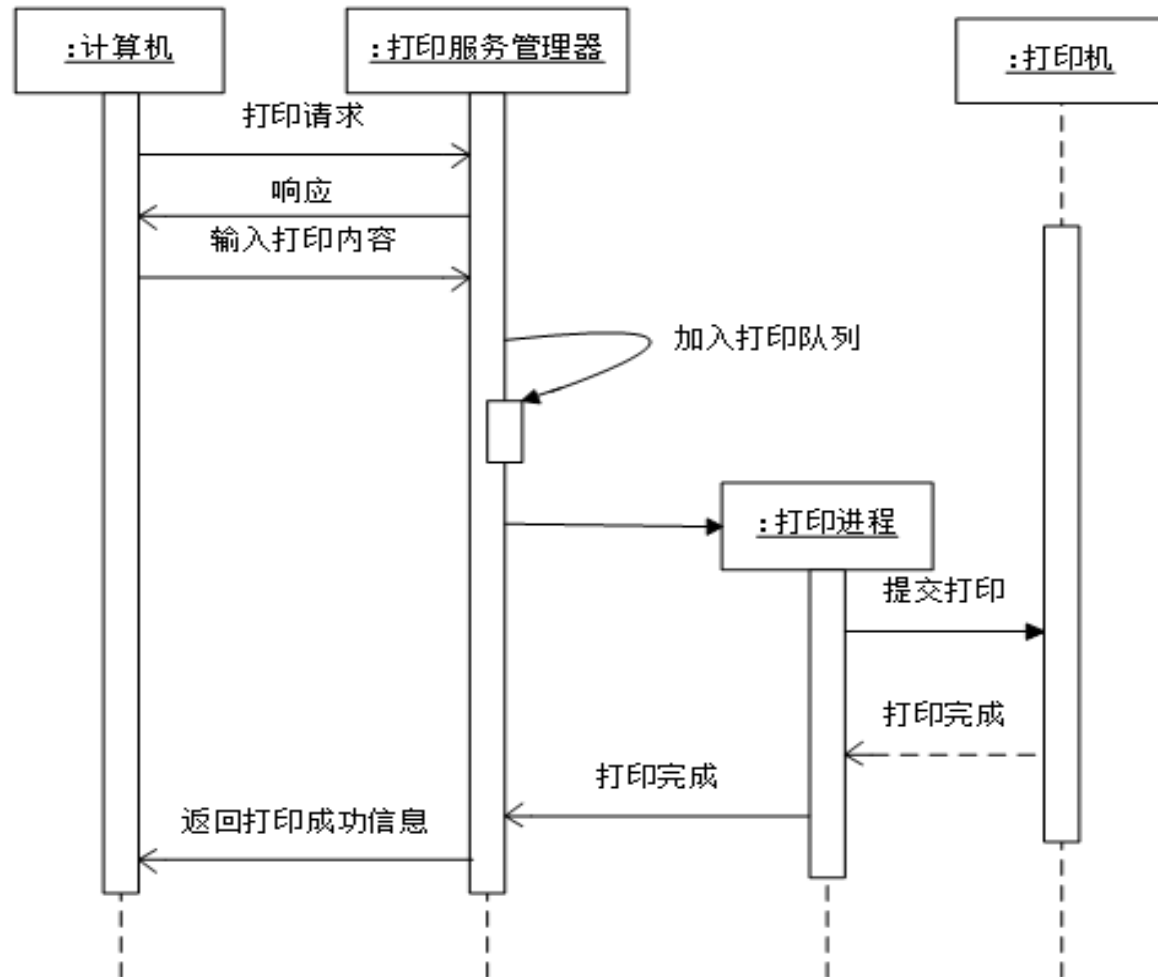 :计算机
:打印服务管理器
:打印机
打印请求
响应
输入打印内容
加入打印队列
:打印进程
提交打印
打印完成
打印完成
返回打印成功信息